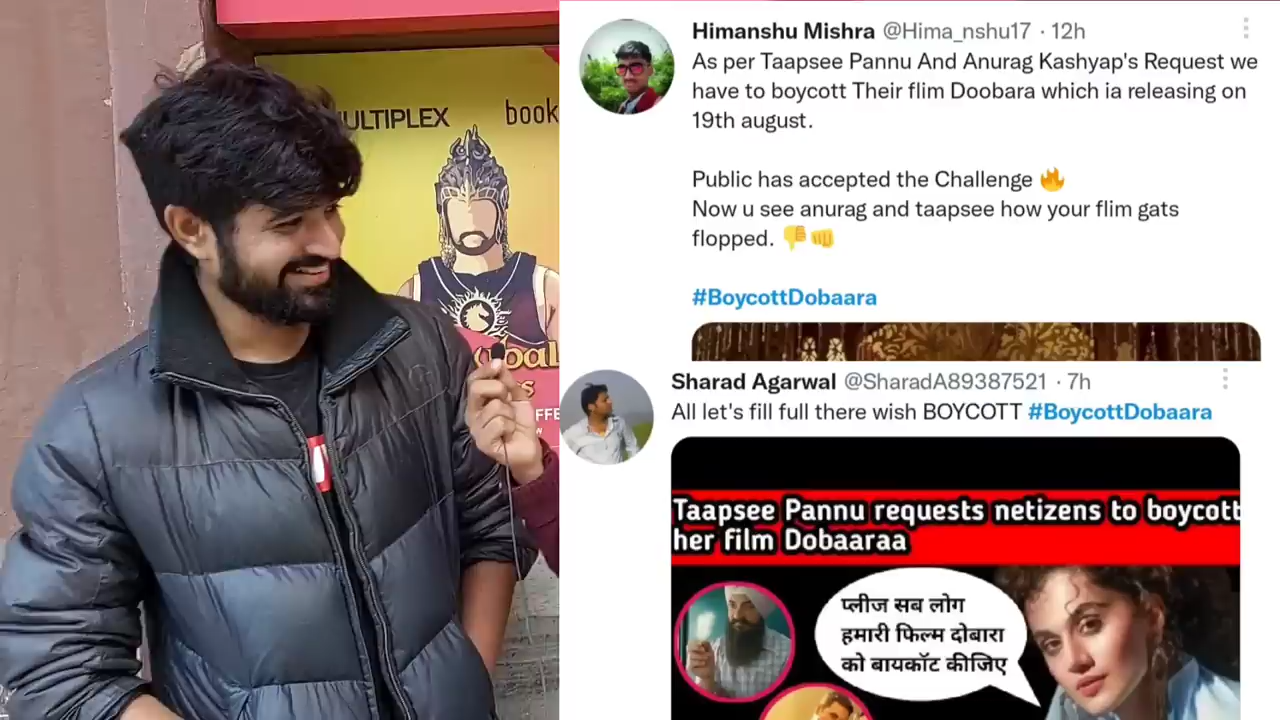 ULTIPLEX
book
Himanshu Mishra @Hima_nshu17 · 12h
As per Taapsee Pannu And Anurag Kashyap's Request we
have to boycott Their flim Doobara which ia releasing on
19th august.
Public has accepted the Challenge 🔥
Now u see anurag and taapsee how your flim gats
flopped. 👎👊
#BoycottDobaara
Sharad Agarwal @SharadA89387521 · 7h
All let's fill full there wish BOYCOTT #BoycottDobaara
Taapsee Pannu requests netizens to boycott
her film Dobaaraa
प्लीज सब लोग
हमारी फिल्म दोबारा
को बायकॉट कीजिए